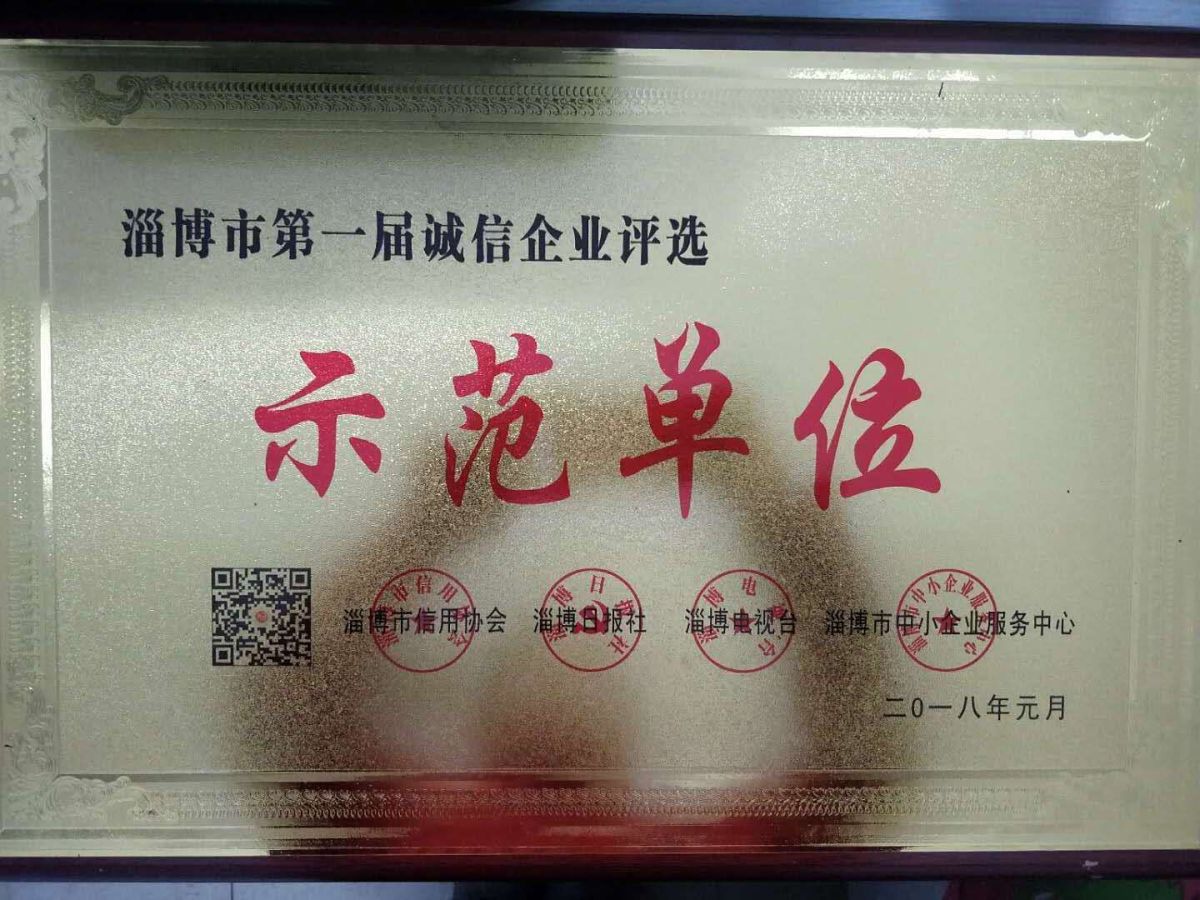 淄博市第一届诚信企业评选
示范单位
淄博市信用协会 淄博日报社 淄博电视台 淄博市中小企业服务中心
二0一八年元月